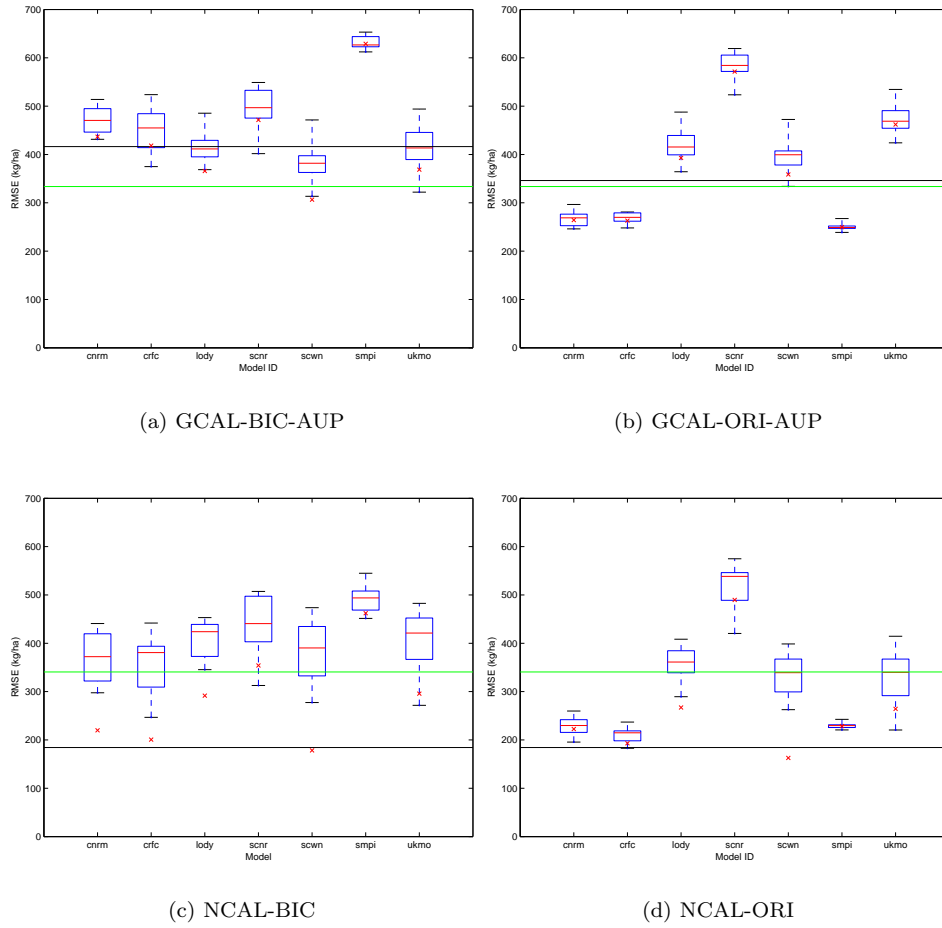 700
600
500
400
300
200
100
0
RMSE (kg/ha)
cnrm crfc lody scnr scwn smpi ukmo
Model ID
(a) GCAL-BIC-AUP
700
600
500
400
300
200
100
0
RMSE (kg/ha)
cnrm crfc lody scnr scwn smpi ukmo
Model ID
(b) GCAL-ORI-AUP
700
600
500
400
300
200
100
0
RMSE (kg/ha)
cnrm crfc lody scnr scwn smpi ukmo
Model
(c) NCAL-BIC
700
600
500
400
300
200
100
0
RMSE (kg/ha)
cnrm crfc lody scnr scwn smpi ukmo
Model ID
(d) NCAL-ORI